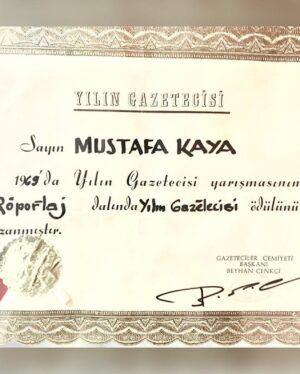 YILIN GAZETECİSİ
Sayın MUSTAFA KAYA
1969'da Yılın Gazetecisi yarışmasının
Röportaj dalında Yılın Gazetecisi ödülünü
zanmıştır.
GAZETECİLER CEMİYETİ
BAŞKANI
BEYHAN CENKÇİ